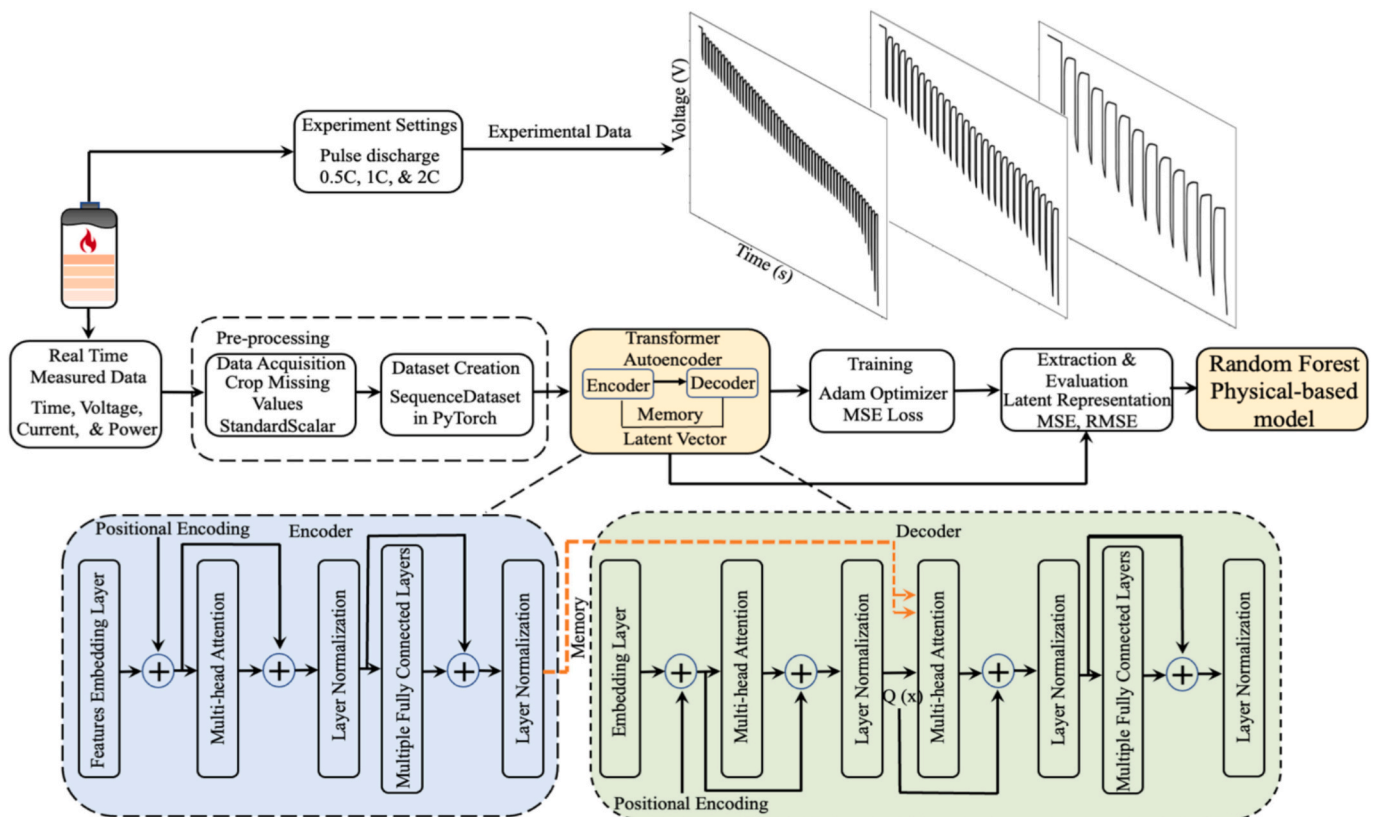 Experiment Settings
Pulse discharge
0.5C, 1C, & 2C
Experimental Data
Voltage (V)
Time (s)
Real Time
Measured Data
Time, Voltage,
Current, & Power
Pre-processing
Data Acquisition
Crop Missing
Values
StandardScalar
Dataset Creation
SequenceDataset
in PyTorch
Transformer
Autoencoder
Encoder
Decoder
Memory
Latent Vector
Training
Adam Optimizer
MSE Loss
Extraction &
Evaluation
Latent Representation
MSE, RMSE
Random Forest
Physical-based
model
Positional Encoding
Encoder
Features Embedding Layer
Multi-head Attention
Layer Normalization
Multiple Fully Connected Layers
Layer Normalization
Memory
Decoder
Embedding Layer
Multi-head Attention
Layer Normalization
Q (x)
Multi-head Attention
Layer Normalization
Multiple Fully Connected Layers
Layer Normalization
Positional Encoding